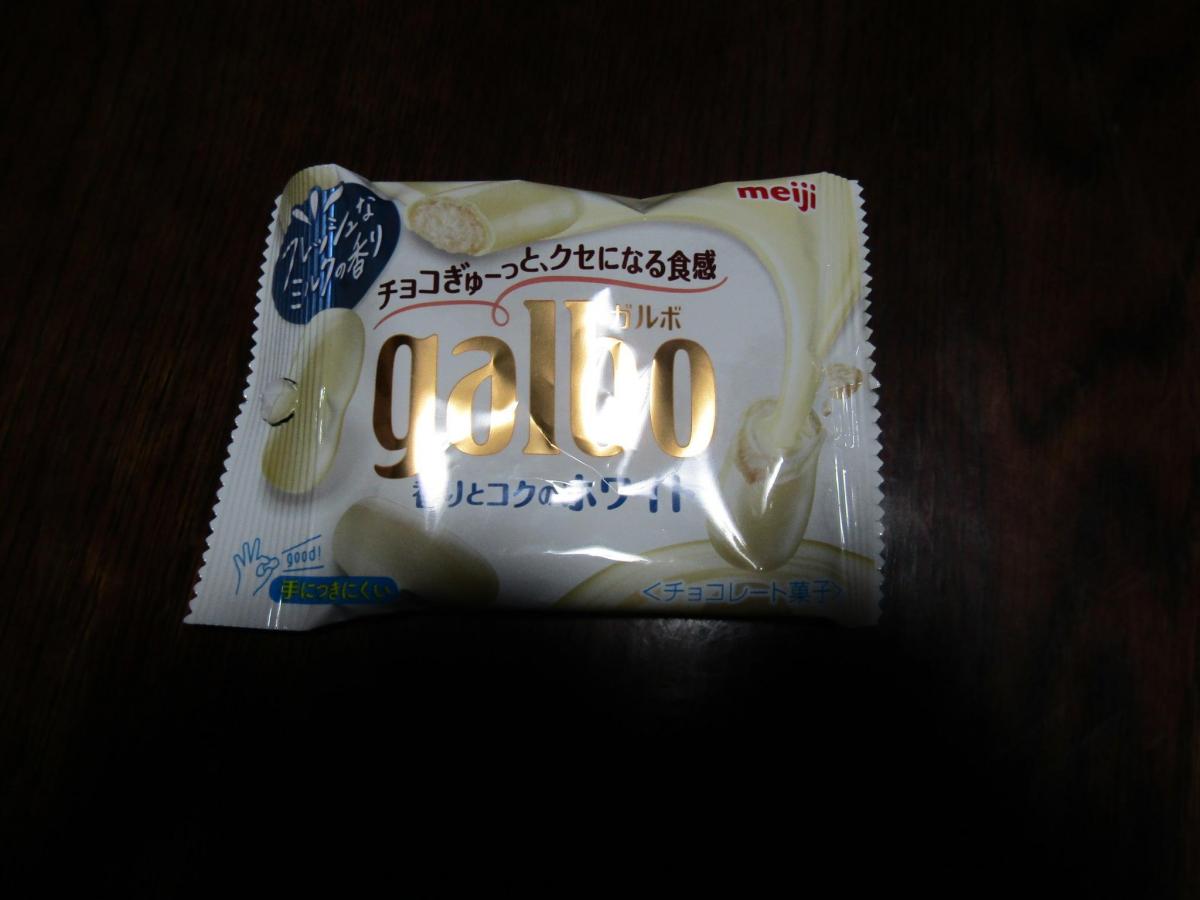 meiji
フレッシュな
ミルクの香り
チョコぎゅーっと、クセになる食感
ガルボ
galbo
香りとコクのホワイト
good!
手につきにくい
<チョコレート菓子>